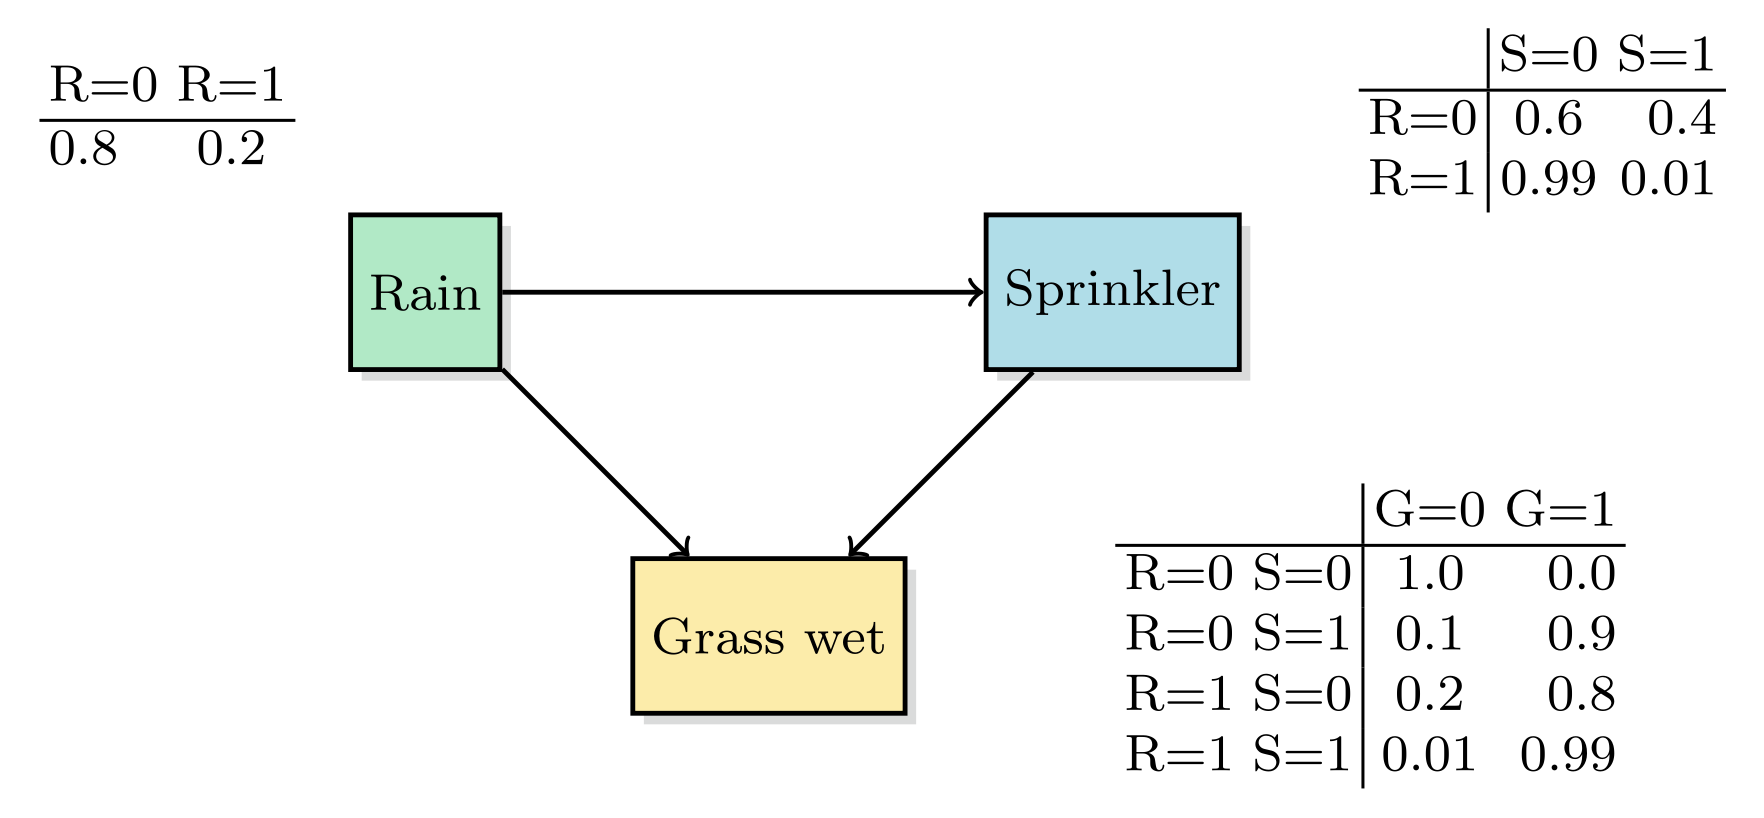 R=0 R=1
0.8 0.2
S=0 S=1
R=0 0.6 0.4
R=1 0.99 0.01
Rain
Sprinkler
Grass wet
G=0 G=1
R=0 S=0 1.0 0.0
R=0 S=1 0.1 0.9
R=1 S=0 0.2 0.8
R=1 S=1 0.01 0.99